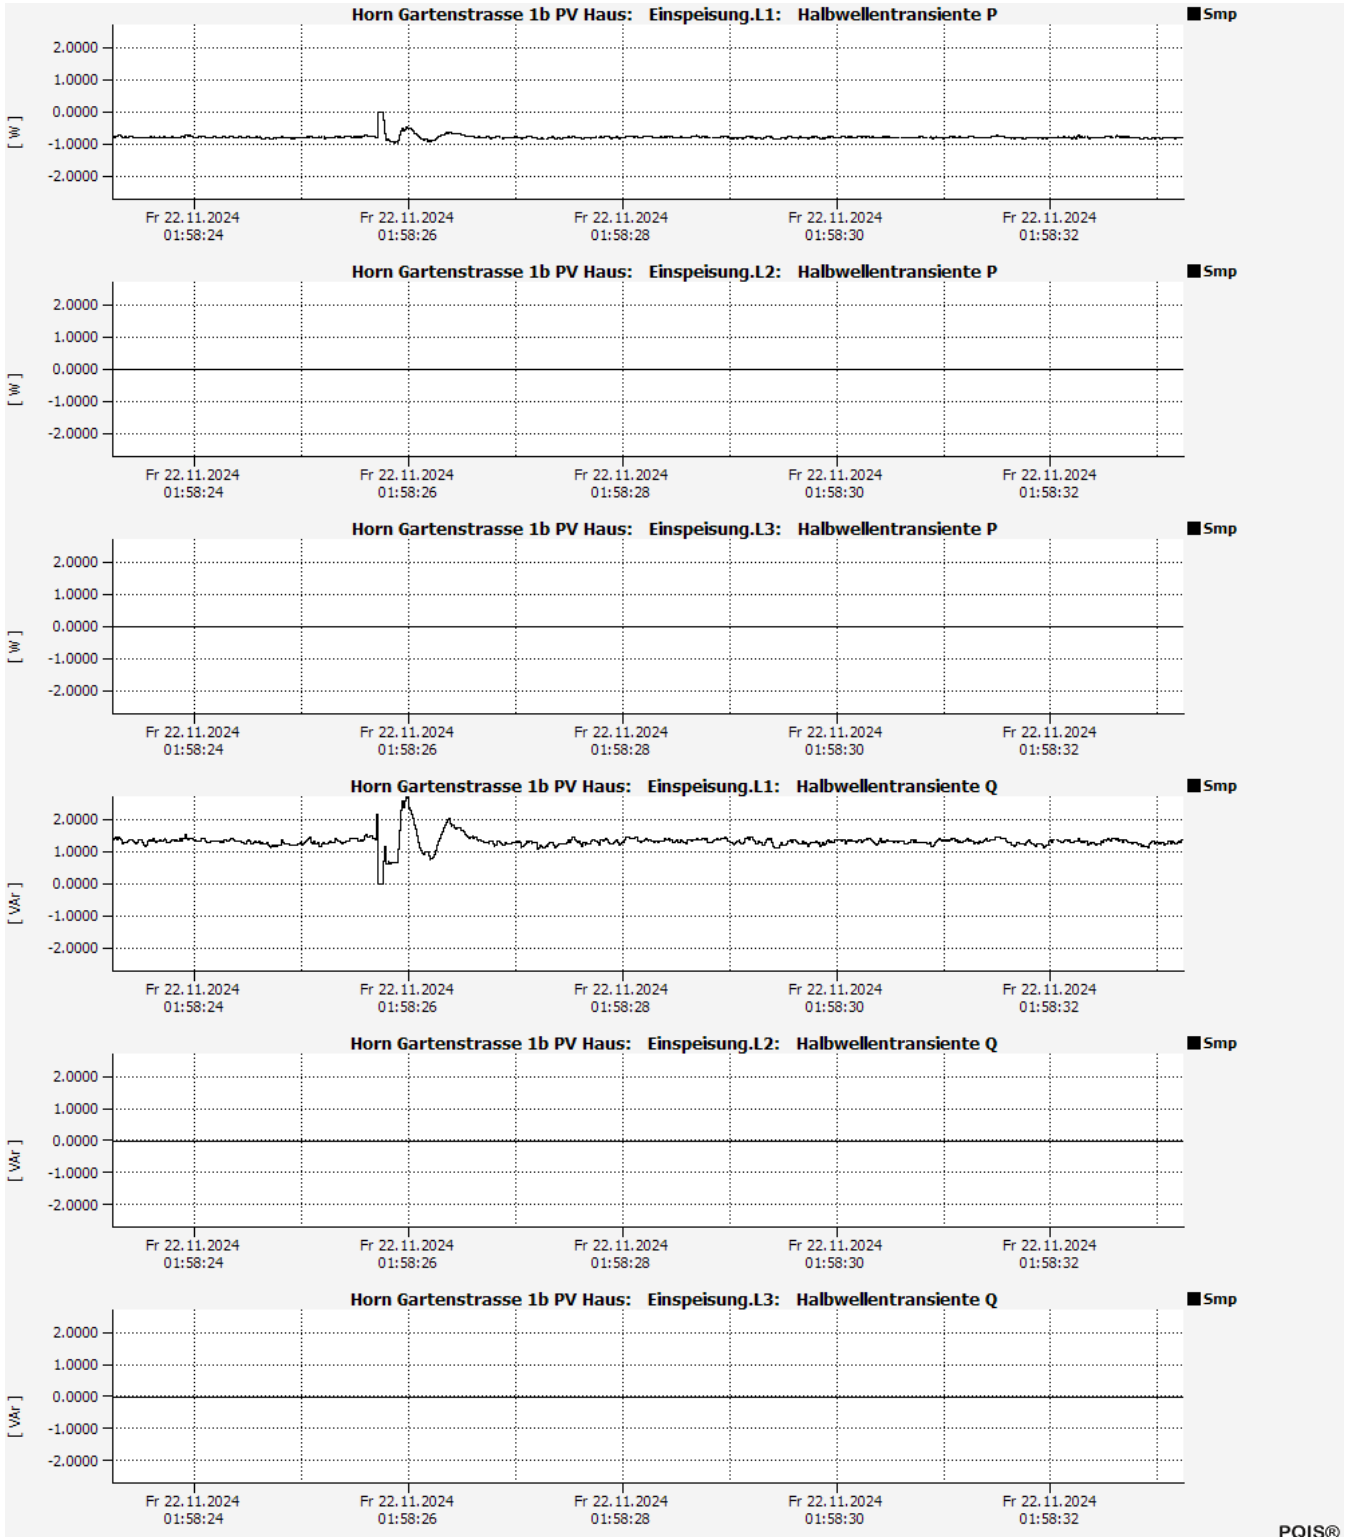 Horn Gartenstrasse 1b PV Haus: Einspeisung.L1: Halbwellentransiente P
Smp
2.0000
1.0000
0.0000
-1.0000
-2.0000
[ W ]
Fr 22.11.2024 Fr 22.11.2024 Fr 22.11.2024 Fr 22.11.2024 Fr 22.11.2024
01:58:24 01:58:26 01:58:28 01:58:30 01:58:32
Horn Gartenstrasse 1b PV Haus: Einspeisung.L2: Halbwellentransiente P
Smp
2.0000
1.0000
0.0000
-1.0000
-2.0000
[ W ]
Fr 22.11.2024 Fr 22.11.2024 Fr 22.11.2024 Fr 22.11.2024 Fr 22.11.2024
01:58:24 01:58:26 01:58:28 01:58:30 01:58:32
Horn Gartenstrasse 1b PV Haus: Einspeisung.L3: Halbwellentransiente P
Smp
2.0000
1.0000
0.0000
-1.0000
-2.0000
[ W ]
Fr 22.11.2024 Fr 22.11.2024 Fr 22.11.2024 Fr 22.11.2024 Fr 22.11.2024
01:58:24 01:58:26 01:58:28 01:58:30 01:58:32
Horn Gartenstrasse 1b PV Haus: Einspeisung.L1: Halbwellentransiente Q
Smp
2.0000
1.0000
0.0000
-1.0000
-2.0000
[ VAr ]
Fr 22.11.2024 Fr 22.11.2024 Fr 22.11.2024 Fr 22.11.2024 Fr 22.11.2024
01:58:24 01:58:26 01:58:28 01:58:30 01:58:32
Horn Gartenstrasse 1b PV Haus: Einspeisung.L2: Halbwellentransiente Q
Smp
2.0000
1.0000
0.0000
-1.0000
-2.0000
[ VAr ]
Fr 22.11.2024 Fr 22.11.2024 Fr 22.11.2024 Fr 22.11.2024 Fr 22.11.2024
01:58:24 01:58:26 01:58:28 01:58:30 01:58:32
Horn Gartenstrasse 1b PV Haus: Einspeisung.L3: Halbwellentransiente Q
Smp
2.0000
1.0000
0.0000
-1.0000
-2.0000
[ VAr ]
Fr 22.11.2024 Fr 22.11.2024 Fr 22.11.2024 Fr 22.11.2024 Fr 22.11.2024
01:58:24 01:58:26 01:58:28 01:58:30 01:58:32
PQIS®